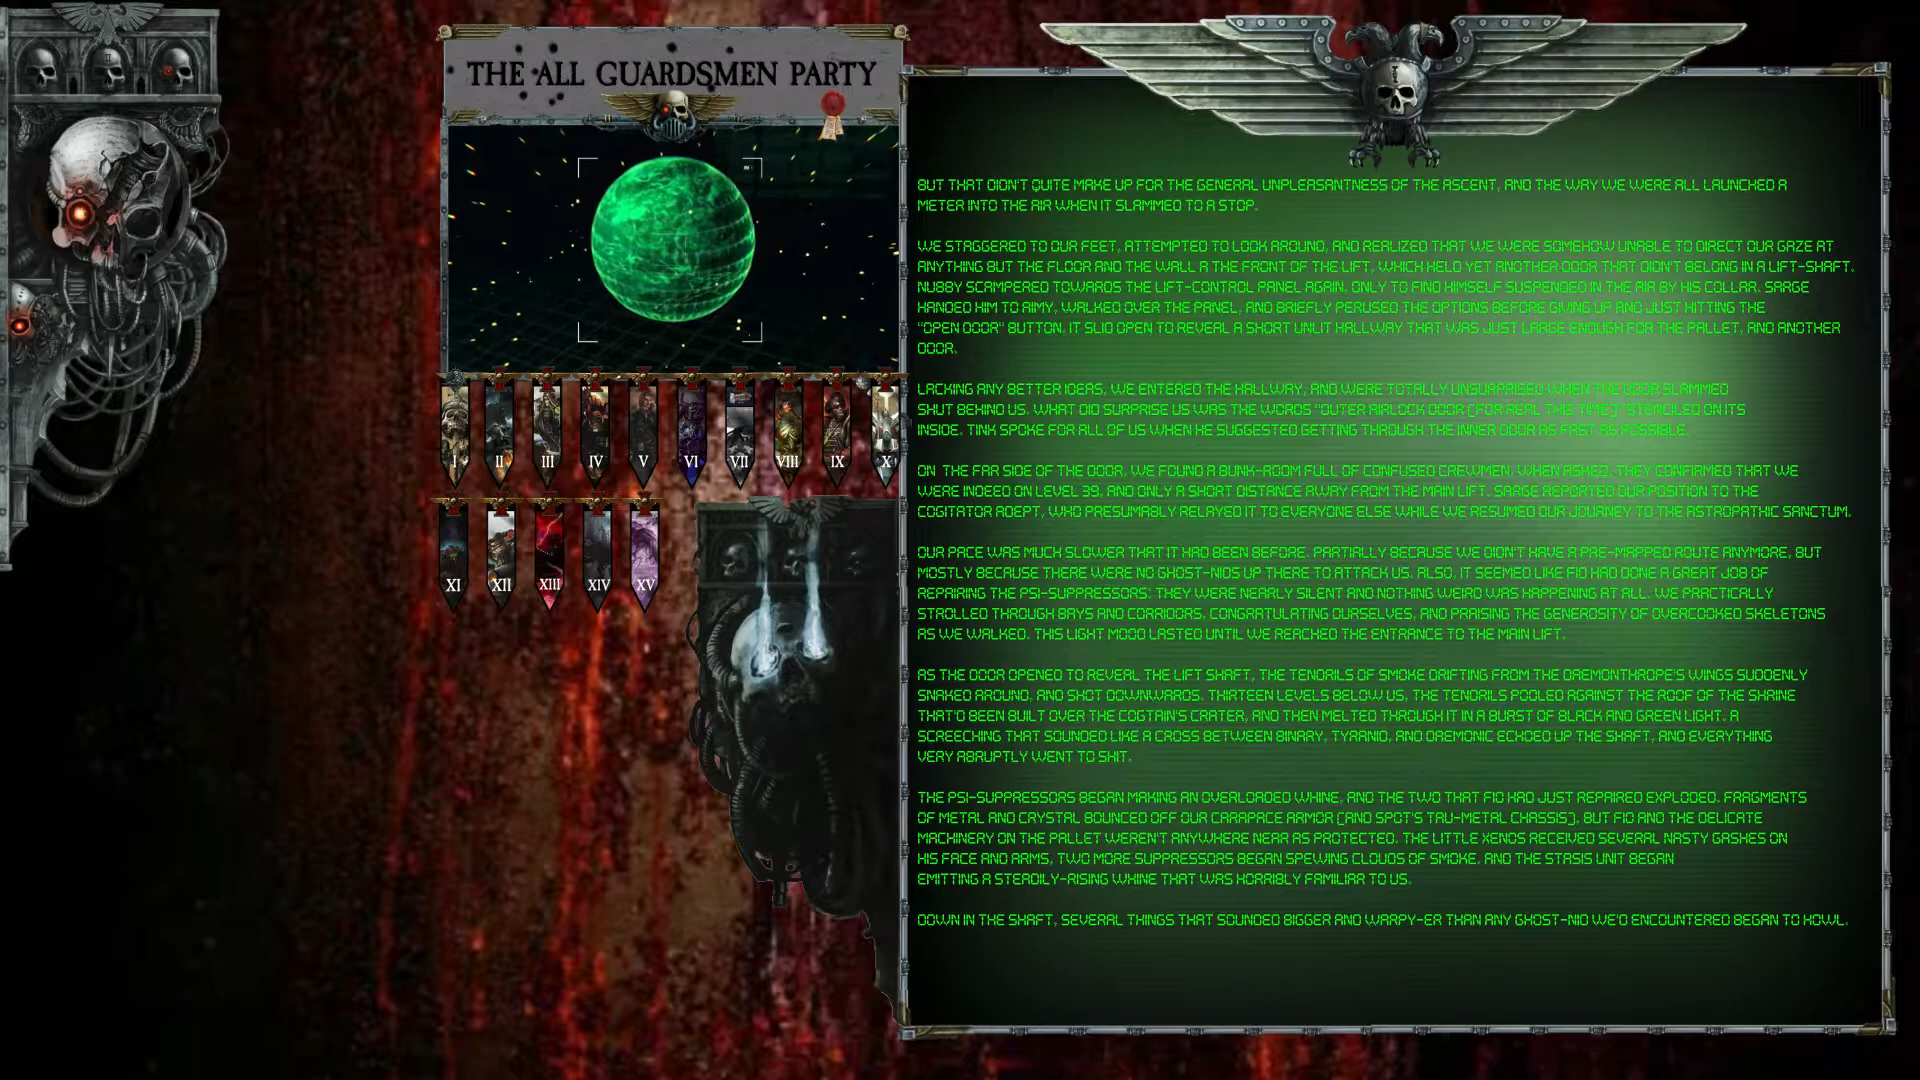 THE ALL GUARDSMEN PARTY
I II III IV V VI VII VIII IX X
XI XII XIII XIV XV
BUT THAT DIDN'T QUITE MAKE UP FOR THE GENERAL UNPLEASANTNESS OF THE ASCENT, AND THE WAY WE WERE ALL LAUNCHED A
METER INTO THE AIR WHEN IT SLAMMED TO A STOP.
WE STAGGERED TO OUR FEET, ATTEMPTED TO LOOK AROUND, AND REALIZED THAT WE WERE SOMEHOW UNABLE TO DIRECT OUR GAZE AT
ANYTHING BUT THE FLOOR AND THE WALL A THE FRONT OF THE LIFT, WHICH HELD YET ANOTHER DOOR THAT DIDN'T BELONG IN A LIFT-SHAFT.
NUBBY SCAMPERED TOWARDS THE LIFT-CONTROL PANEL AGAIN, ONLY TO FIND HIMSELF SUSPENDED IN THE AIR BY HIS COLLAR. SARGE
HANDED HIM TO AIMY, WALKED OVER THE PANEL, AND BRIEFLY PERUSED THE OPTIONS BEFORE GIVING UP AND JUST HITTING THE
"OPEN DOOR" BUTTON. IT SLID OPEN TO REVEAL A SHORT UNLIT HALLWAY THAT WAS JUST LARGE ENOUGH FOR THE PALLET, AND ANOTHER
DOOR.
LACKING ANY BETTER IDEAS, WE ENTERED THE HALLWAY, AND WERE TOTALLY UNSURPRISED WHEN THE DOOR SLAMMED
SHUT BEHIND US. WHAT DID SURPRISE US WAS THE WORDS "OUTER AIRLOCK DOOR [FOR REAL THIS TIME]" STENCILED ON ITS
INSIDE. TINK SPOKE FOR ALL OF US WHEN HE SUGGESTED GETTING THROUGH THE INNER DOOR AS FAST AS POSSIBLE.
ON THE FAR SIDE OF THE DOOR, WE FOUND A BUNK-ROOM FULL OF CONFUSED CREWMEN. WHEN ASKED, THEY CONFIRMED THAT WE
WERE INDEED ON LEVEL 39, AND ONLY A SHORT DISTANCE AWAY FROM THE MAIN LIFT. SARGE REPORTED OUR POSITION TO THE
COGITATOR ADEPT, WHO PRESUMABLY RELAYED IT TO EVERYONE ELSE WHILE WE RESUMED OUR JOURNEY TO THE ASTROPATHIC SANCTUM.
OUR PACE WAS MUCH SLOWER THAT IT HAD BEEN BEFORE. PARTIALLY BECAUSE WE DIDN'T HAVE A PRE-MAPPED ROUTE ANYMORE, BUT
MOSTLY BECAUSE THERE WERE NO GHOST-NIDS UP THERE TO ATTACK US. ALSO, IT SEEMED LIKE FIO HAD DONE A GREAT JOB OF
REPAIRING THE PSI-SUPPRESSORS: THEY WERE NEARLY SILENT AND NOTHING WEIRD WAS HAPPENING AT ALL. WE PRACTICALLY
STROLLED THROUGH BAYS AND CORRIDORS, CONGRATULATING OURSELVES, AND PRAISING THE GENEROSITY OF OVERCOOKED SKELETONS
AS WE WALKED. THIS LIGHT MOOD LASTED UNTIL WE REACHED THE ENTRANCE TO THE MAIN LIFT.
AS THE DOOR OPENED TO REVEAL THE LIFT SHAFT, THE TENDRILS OF SMOKE DRIFTING FROM THE DAEMONTHROPE'S WINGS SUDDENLY
SNAKED AROUND, AND SHOT DOWNWARDS. THIRTEEN LEVELS BELOW US, THE TENDRILS POOLED AGAINST THE ROOF OF THE SHRINE
THAT'D BEEN BUILT OVER THE COGTAIN'S CRATER, AND THEN MELTED THROUGH IT IN A BURST OF BLACK AND GREEN LIGHT. A
SCREECHING THAT SOUNDED LIKE A CROSS BETWEEN BINARY, TYRANID, AND DAEMONIC ECHOED UP THE SHAFT, AND EVERYTHING
VERY ABRUPTLY WENT TO SHIT.
THE PSI-SUPPRESSORS BEGAN MAKING AN OVERLOADED WHINE, AND THE TWO THAT FIO HAD JUST REPAIRED EXPLODED. FRAGMENTS
OF METAL AND CRYSTAL BOUNCED OFF OUR CARAPACE ARMOR [AND SPOT'S TAU-METAL CHASSIS], BUT FIO AND THE DELICATE
MACHINERY ON THE PALLET WEREN'T ANYWHERE NEAR AS PROTECTED. THE LITTLE XENOS RECEIVED SEVERAL NASTY GASHES ON
HIS FACE AND ARMS, TWO MORE SUPPRESSORS BEGAN SPEWING CLOUDS OF SMOKE, AND THE STASIS UNIT BEGAN
EMITTING A STEADILY-RISING WHINE THAT WAS HORRIBLY FAMILIAR TO US.
DOWN IN THE SHAFT, SEVERAL THINGS THAT SOUNDED BIGGER AND WARPY-ER THAN ANY GHOST-NID WE'D ENCOUNTERED BEGAN TO HOWL.